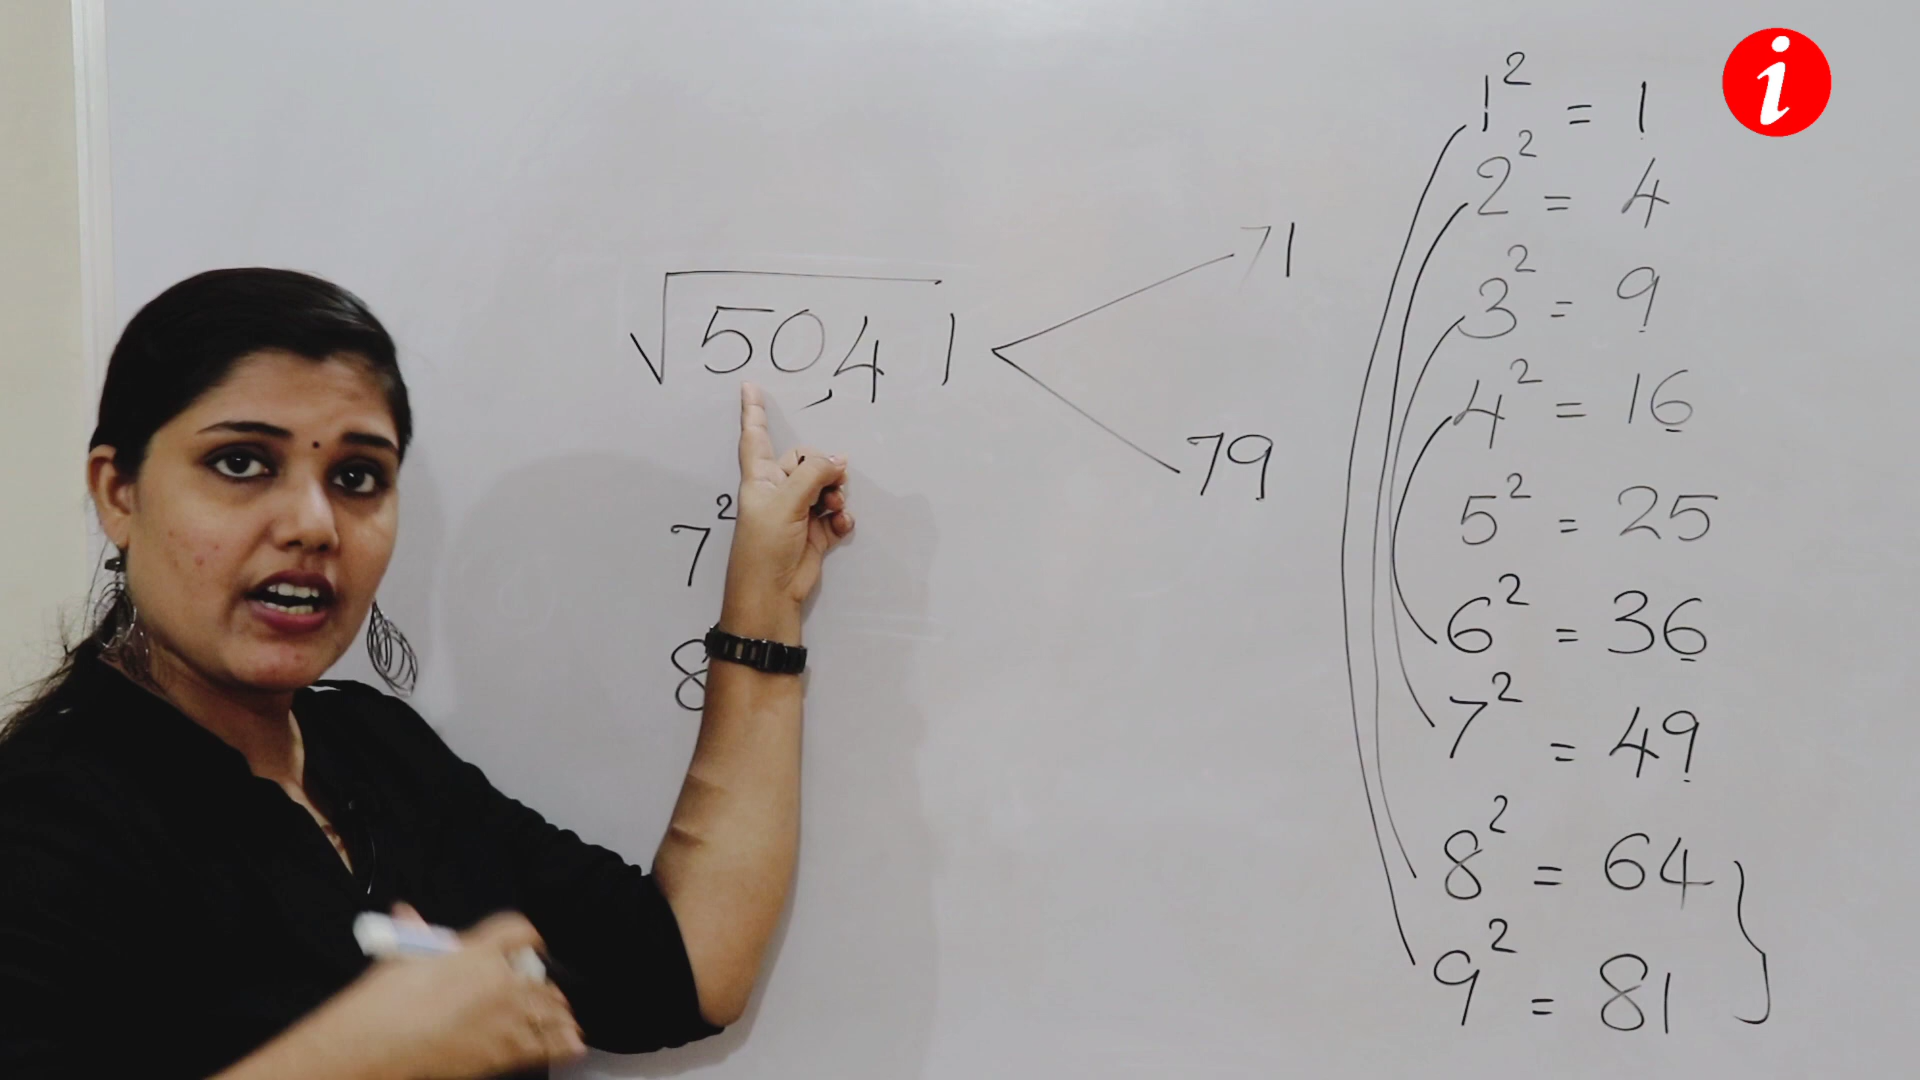 √5041
71
79
7²
8
1² = 1
2² = 4
3² = 9
4² = 16
5² = 25
6² = 36
7² = 49
8² = 64
9² = 81
i